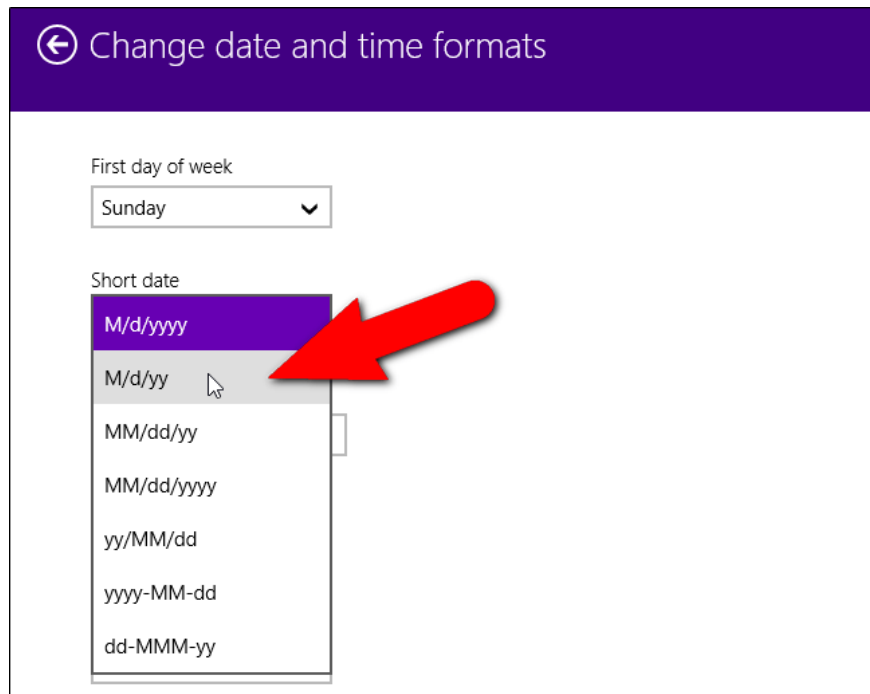 Change date and time formats
First day of week
Sunday
Short date
M/d/yyyy
M/d/yy
MM/dd/yy
MM/dd/yyyy
yy/MM/dd
yyyy-MM-dd
dd-MMM-yy